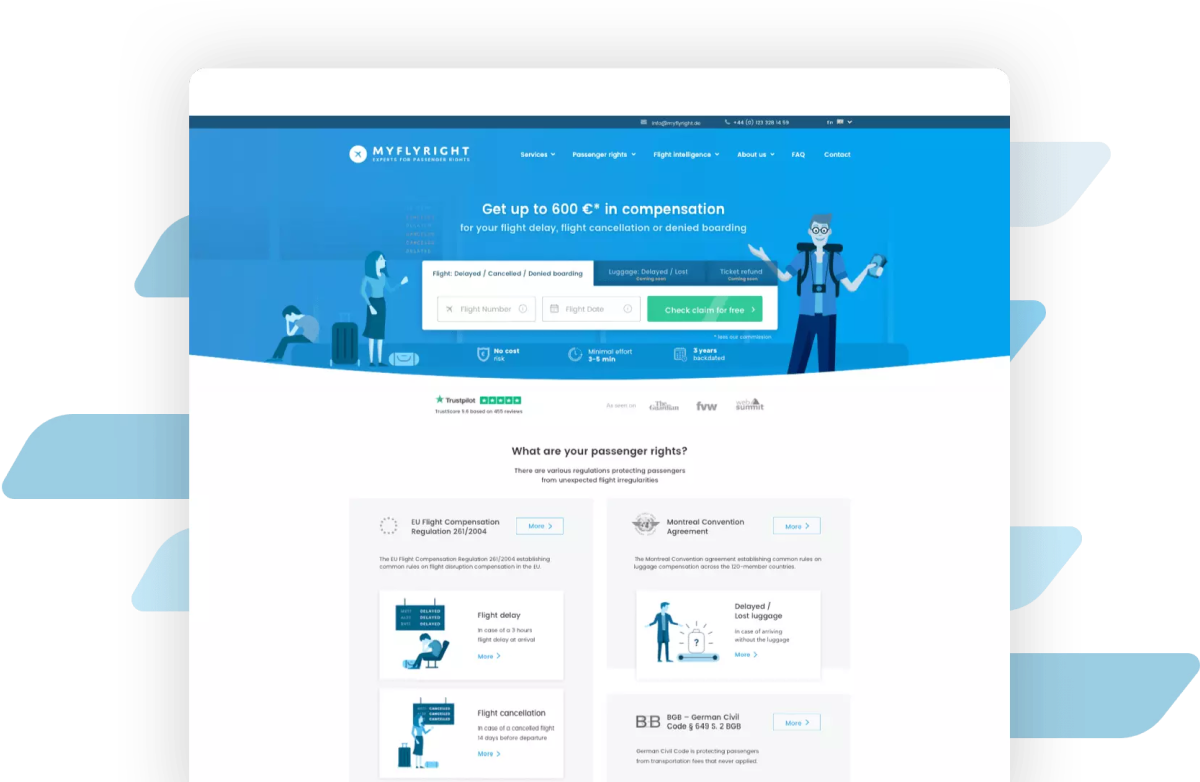 info@myflyright.de
+44 (0) 123 328 14 59
En
MYFLYRIGHT
EXPERTS FOR PASSENGER RIGHTS
Services
Passenger rights
Flight intelligence
About us
FAQ
Contact
Get up to 600 €* in compensation
for your flight delay, flight cancellation or denied boarding
Flight: Delayed / Cancelled / Denied boarding
Luggage: Delayed / Lost
Coming soon
Ticket refund
Coming soon
Flight Number
Flight Date
Check claim for free
* less our commission
No cost
risk
Minimal effort
3-5 min
3 years
backdated
Trustpilot
TrustScore 9.6 based on 455 reviews
As seen on
The
Guardian
fvw
web
summit
What are your passenger rights?
There are various regulations protecting passengers
from unexpected flight irregularities
EU Flight Compensation
Regulation 261/2004
More
The EU Flight Compensation Regulation 261/2004 establishing
common rules on flight disruption compensation in the EU.
DELAYED
DELAYED
DELAYED
Flight delay
In case of a 3 hours
flight delay at arrival
More
CANCELLED
CANCELLED
CANCELLED
Flight cancellation
In case of a cancelled flight
14 days before departure
More
Montreal Convention
Agreement
More
The Montreal Convention agreement establishing common rules on
luggage compensation across the 120-member countries.
?
Delayed /
Lost luggage
In case of arriving
without the luggage
More
BB
BGB – German Civil
Code § 649 S. 2 BGB
More
German Civil Code is protecting passengers
from transportation fees that never applied.